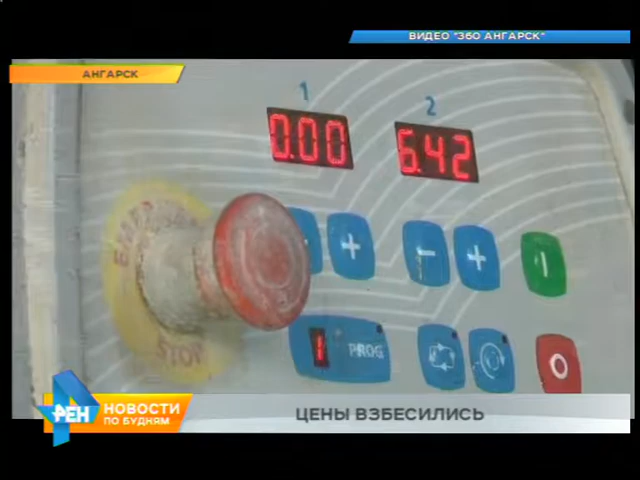 ВИДЕО "360 АНГАРСК"
АНГАРСК
1
2
0.00
6.42
+
−
+
STOP
PROG
РЕН
НОВОСТИ
ПО БУДНЯМ
ЦЕНЫ ВЗБЕСИЛИСЬ